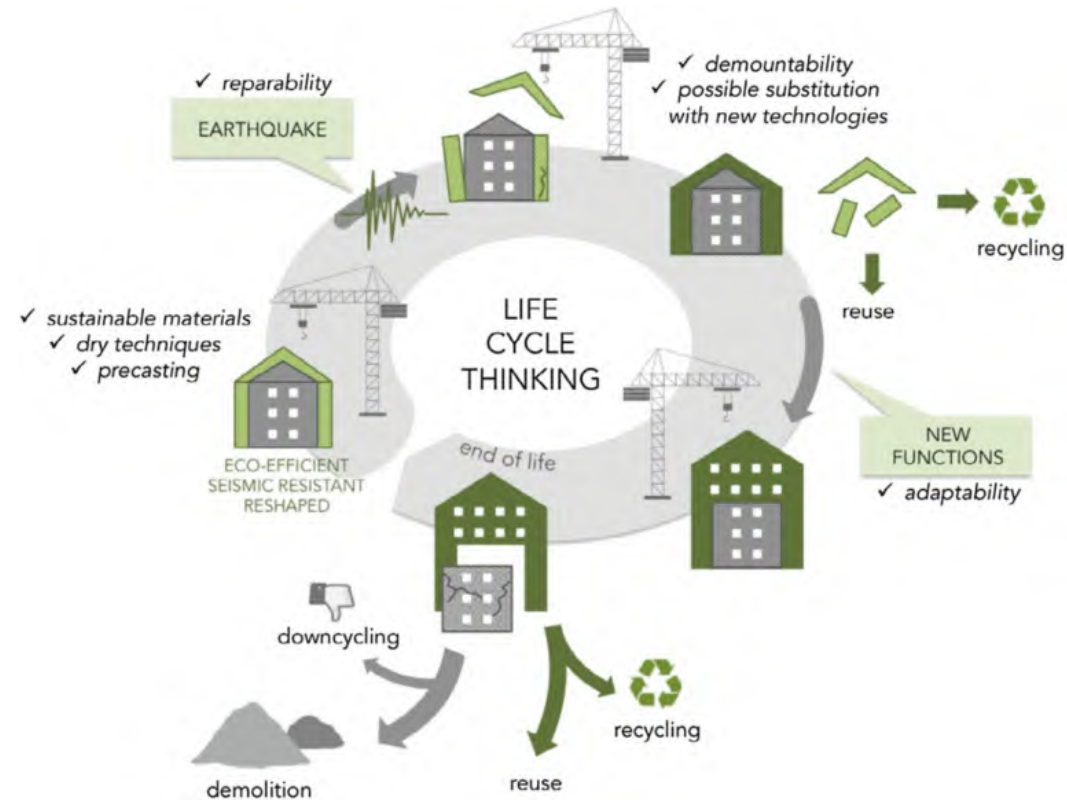 ✓ reparability
EARTHQUAKE
✓ demountability
✓ possible substitution
with new technologies
recycling
reuse
✓ sustainable materials
✓ dry techniques
✓ precasting
LIFE
CYCLE
THINKING
ECO-EFFICIENT
SEISMIC RESISTANT
RESHAPED
end of life
NEW
FUNCTIONS
✓ adaptability
downcycling
demolition
reuse
recycling